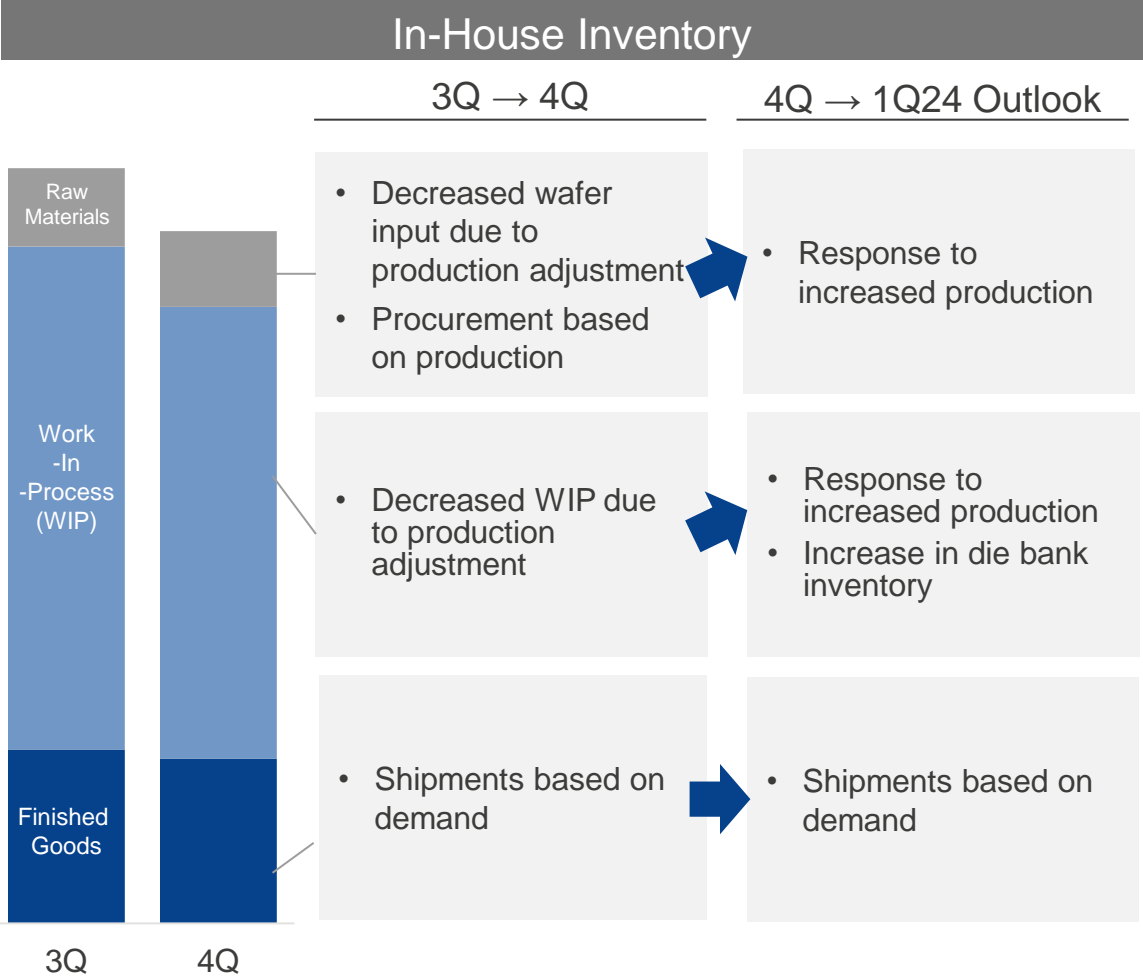 In-House Inventory
3Q → 4Q
4Q → 1Q24 Outlook
Raw
Materials
Work
-In
-Process
(WIP)
Finished
Goods
3Q
4Q
• Decreased wafer
input due to
production adjustment
• Procurement based
on production
• Response to
increased production
• Decreased WIP due
to production
adjustment
• Response to
increased production
• Increase in die bank
inventory
• Shipments based on
demand
• Shipments based on
demand